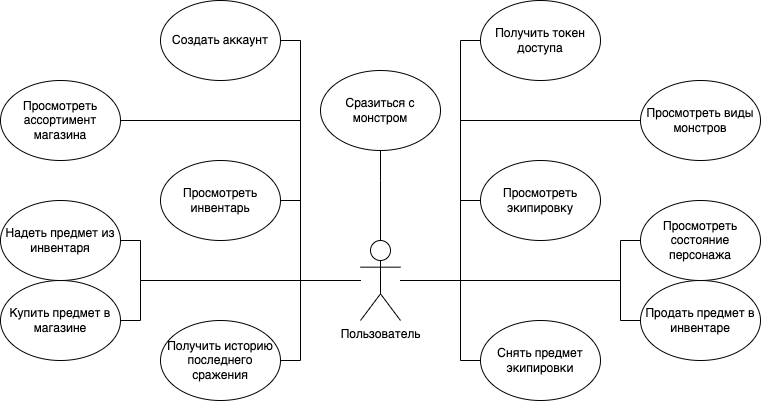 Создать аккаунт
Получить токен
доступа
Просмотреть
ассортимент
магазина
Сразиться с
монстром
Просмотреть виды
монстров
Просмотреть
инвентарь
Просмотреть
экипировку
Надеть предмет из
инвентаря
Просмотреть
состояние
персонажа
Купить предмет в
магазине
Продать предмет в
инвентаре
Пользователь
Получить историю
последнего
сражения
Снять предмет
экипировки